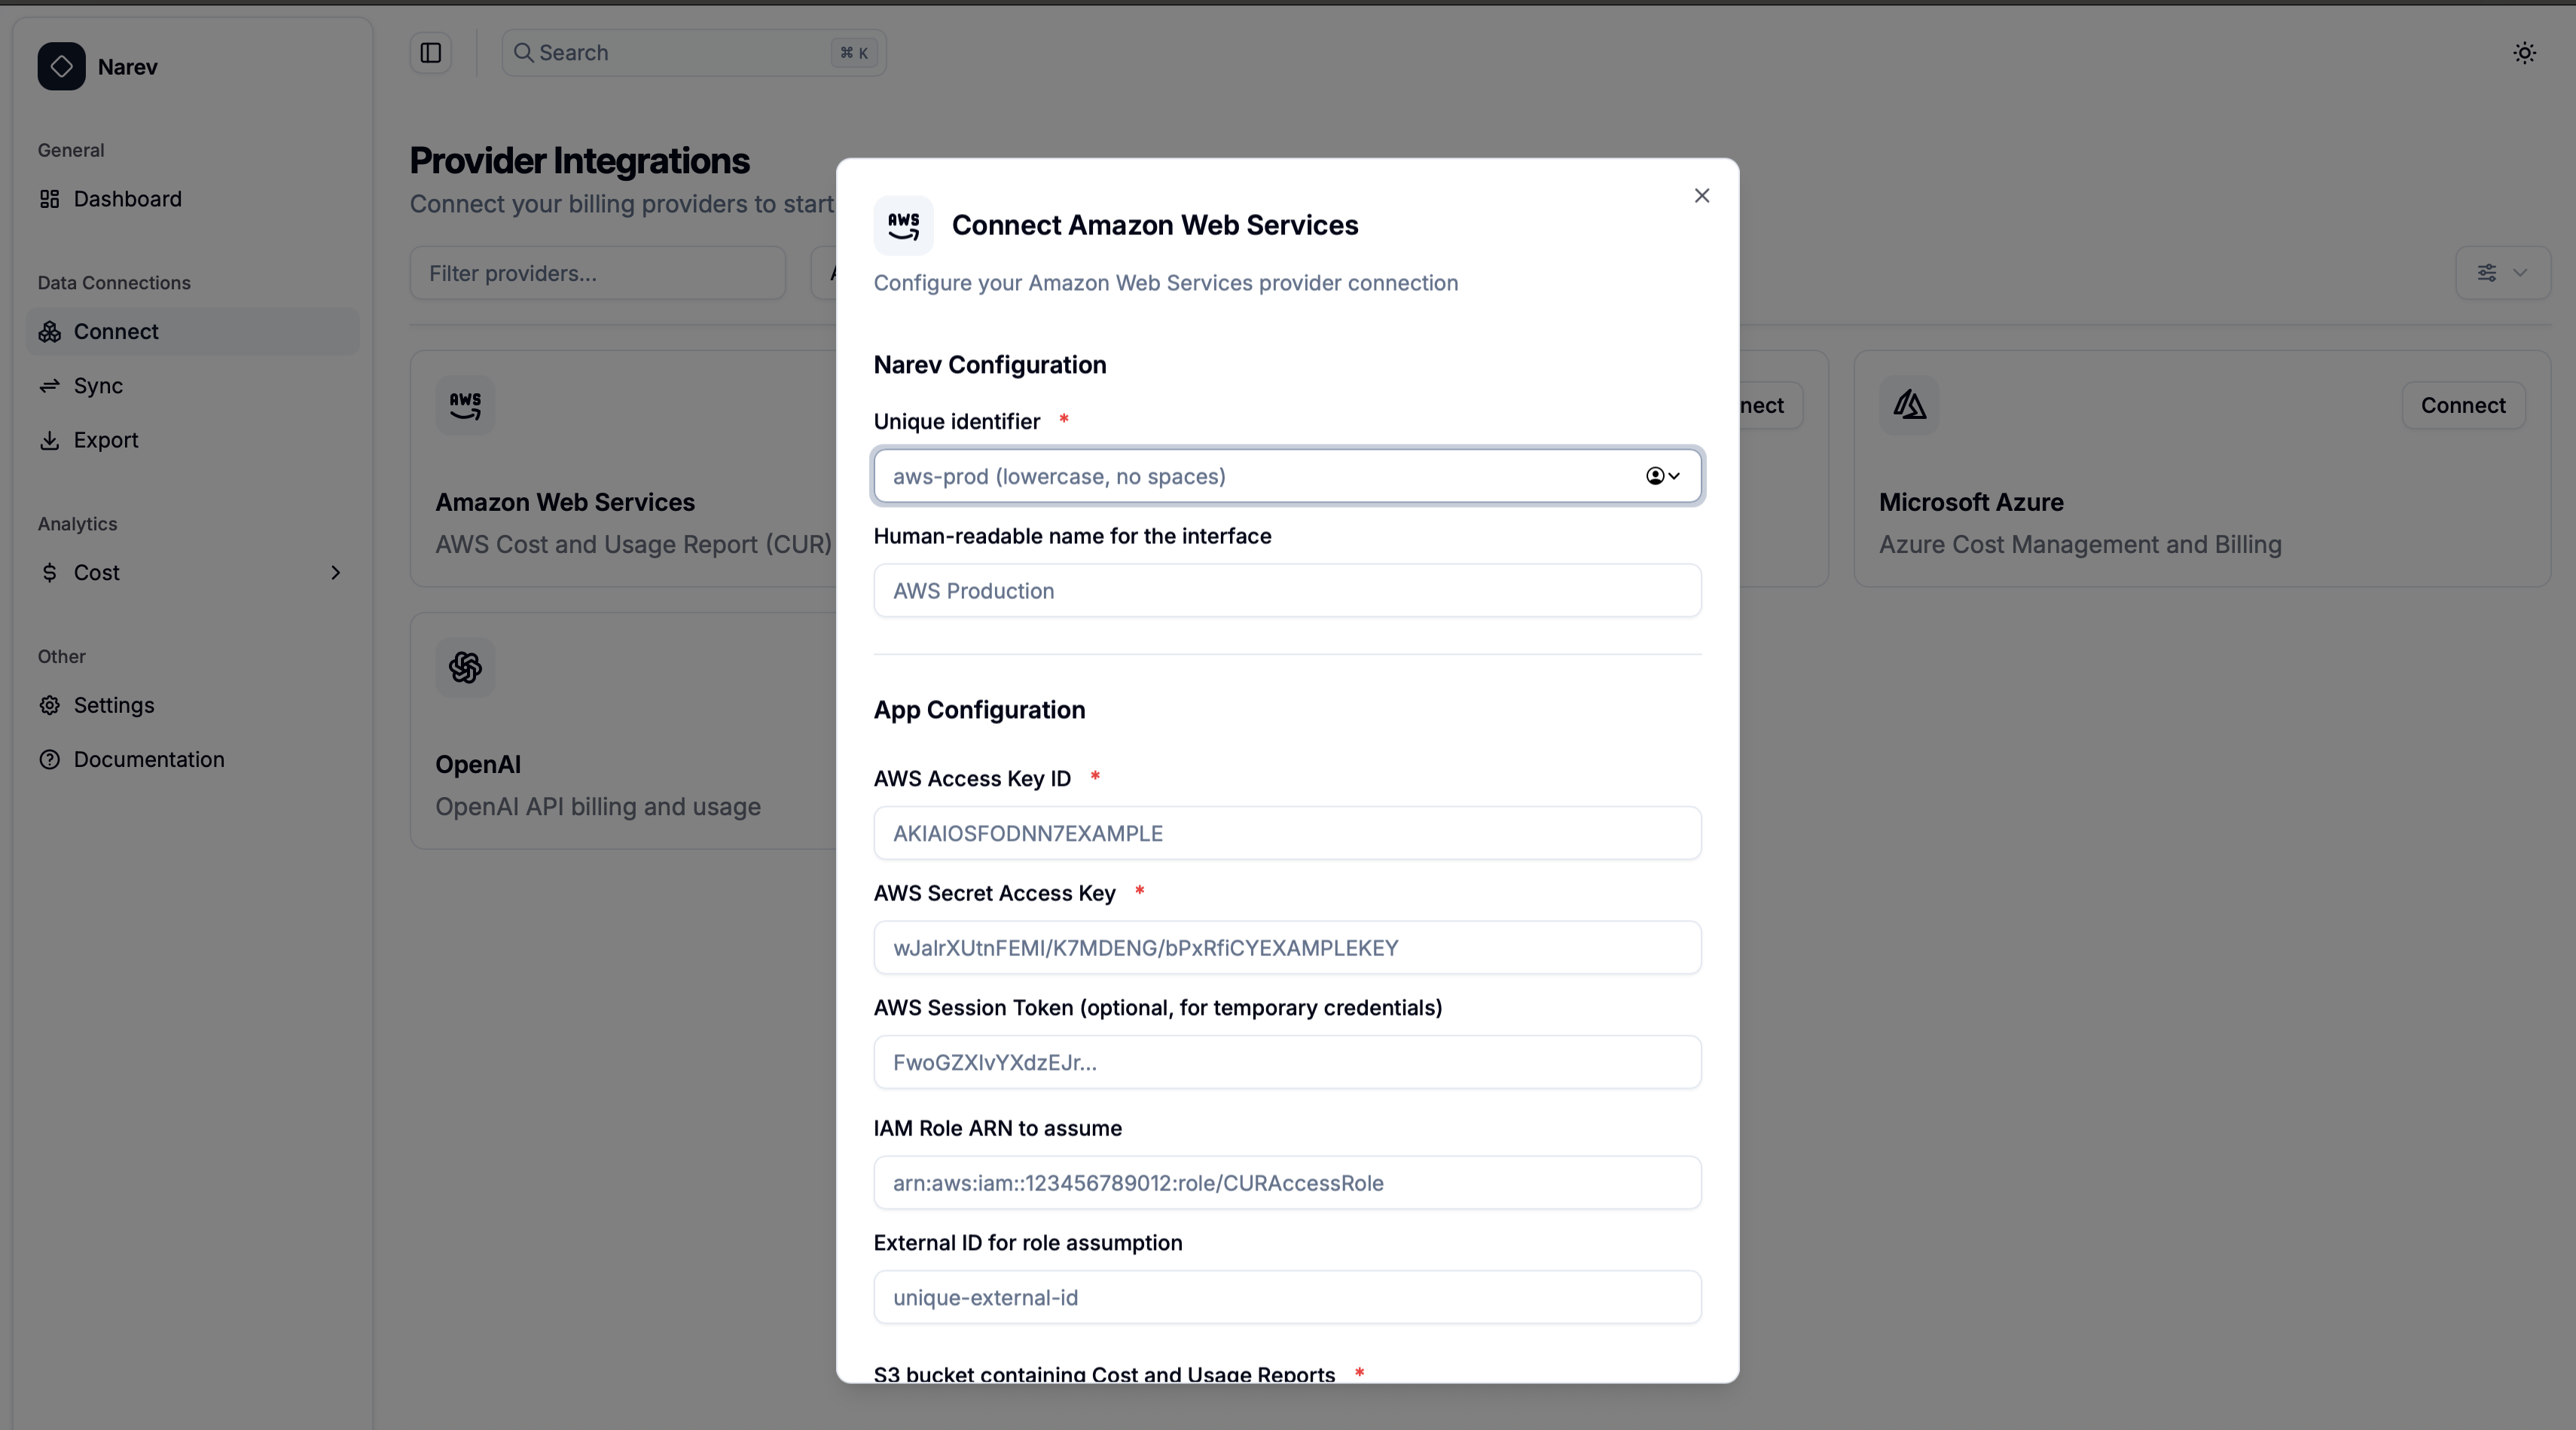 Narev
General
Dashboard
Data Connections
Connect
Sync
Export
Analytics
Cost
Other
Settings
Documentation
Search
⌘ K
Provider Integrations
Connect your billing providers to start
Filter providers...
AWS
Amazon Web Services
AWS Cost and Usage Report (CUR)
nect
Connect
Microsoft Azure
Azure Cost Management and Billing
OpenAI
OpenAI API billing and usage
AWS
Connect Amazon Web Services
Configure your Amazon Web Services provider connection
Narev Configuration
Unique identifier *
aws-prod (lowercase, no spaces)
Human-readable name for the interface
AWS Production
App Configuration
AWS Access Key ID *
AKIAIOSFODNN7EXAMPLE
AWS Secret Access Key *
wJalrXUtnFEMI/K7MDENG/bPxRfiCYEXAMPLEKEY
AWS Session Token (optional, for temporary credentials)
FwoGZXIvYXdzEJr...
IAM Role ARN to assume
arn:aws:iam::123456789012:role/CURAccessRole
External ID for role assumption
unique-external-id
S3 bucket containing Cost and Usage Reports *